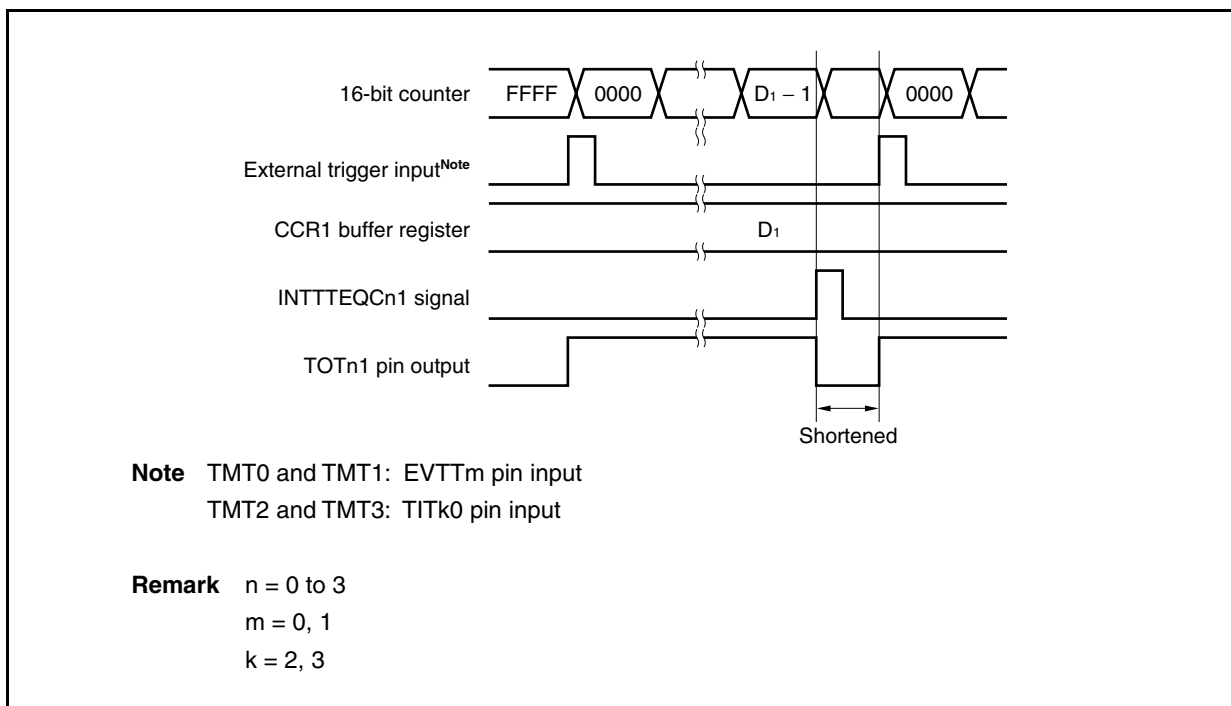 16-bit counter FFFF 0000 D₁ − 1 0000
External trigger inputᴺᵒᵗᵉ
CCR1 buffer register D₁
INTTTEQCn1 signal
TOTn1 pin output
Shortened
Note TMT0 and TMT1: EVTTm pin input
TMT2 and TMT3: TITk0 pin input
Remark n = 0 to 3
m = 0, 1
k = 2, 3